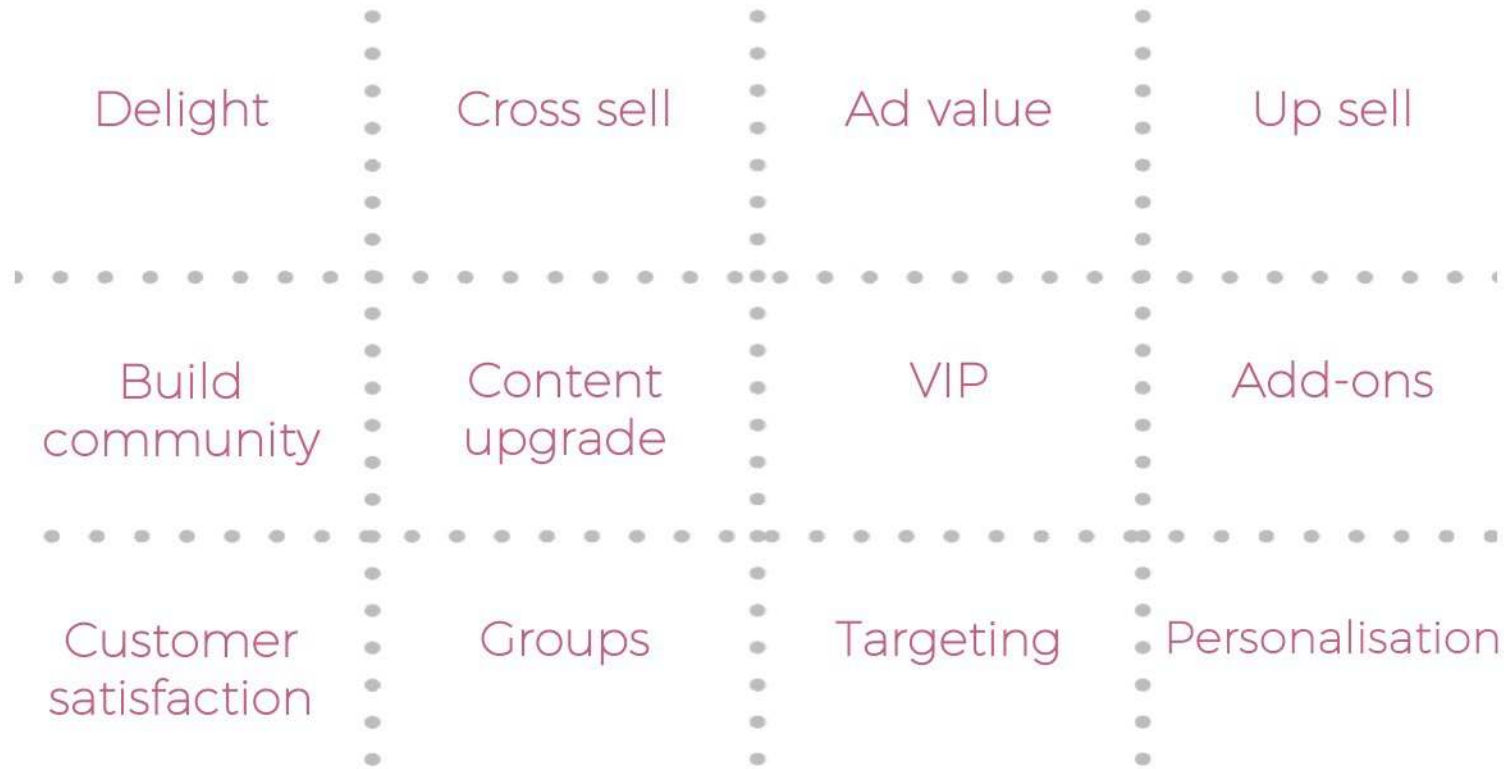 Delight
Cross sell
Ad value
Up sell
Build
community
Content
upgrade
VIP
Add-ons
Customer
satisfaction
Groups
Targeting
Personalisation